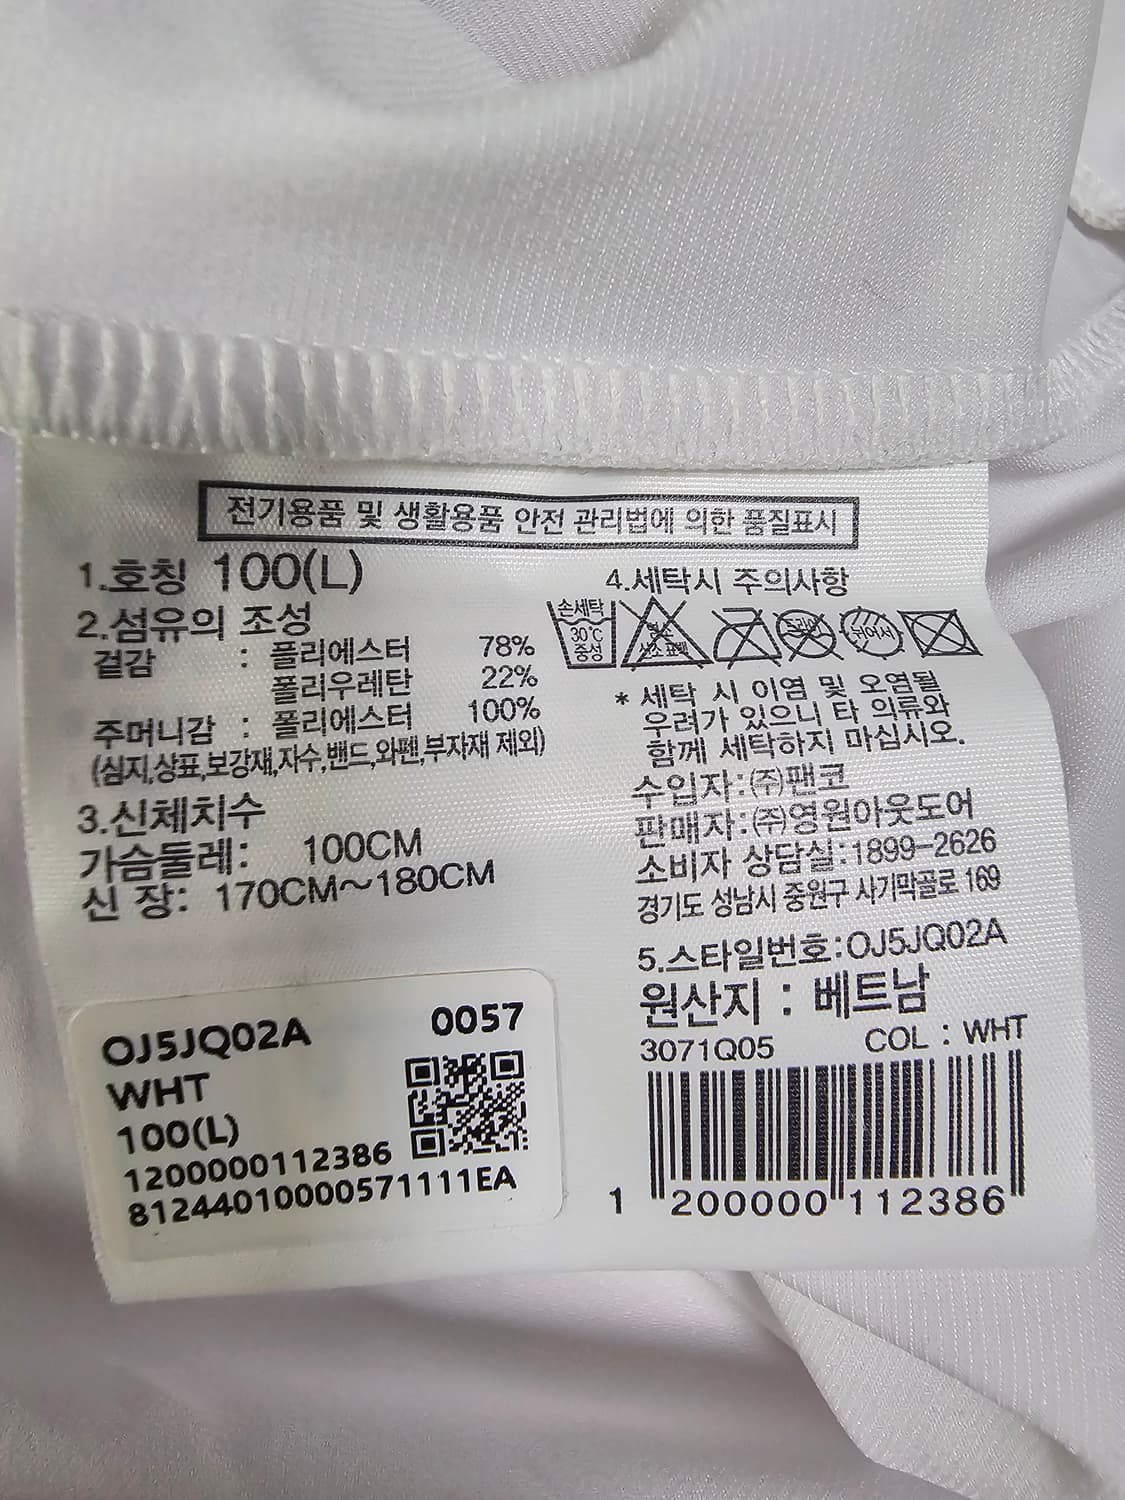 전기용품 및 생활용품 안전 관리법에 의한 품질표시
1.호칭 100(L)
2.섬유의 조성
겉감 : 폴리에스터 78%
폴리우레탄 22%
주머니감 : 폴리에스터 100%
(심지,상표,보강재,자수,밴드,와펜,부자재 제외)
3.신체치수
가슴둘레: 100CM
신 장: 170CM~180CM
4.세탁시 주의사항
손세탁
30℃
중성
* 세탁 시 이염 및 오염될
우려가 있으니 타 의류와
함께 세탁하지 마십시오.
수입자:㈜팬코
판매자:㈜영원아웃도어
소비자 상담실:1899-2626
경기도 성남시 중원구 사기막골로 169
5.스타일번호:OJ5JQ02A
원산지 : 베트남
3071Q05 COL : WHT
1 200000 112386
OJ5JQ02A 0057
WHT
100(L)
1200000112386
81244010000571111EA